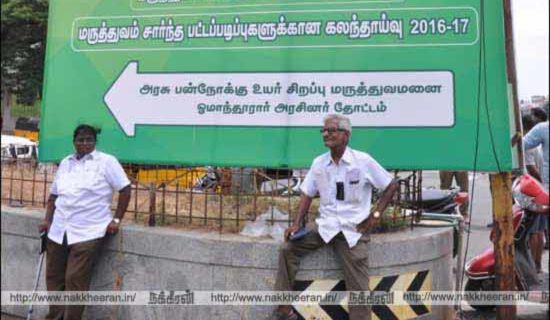 மருத்துவம் சார்ந்த பட்டப்படிப்புகளுக்கான கலந்தாய்வு 2016-17
அரசு பன்நோக்கு உயர் சிறப்பு மருத்துவமனை
ஓமாந்தூரார் அரசினர் தோட்டம்
http://www.nakkheeran.in/ நக்கீரன் http://www.nakkheeran.in/ நக்கீரன் http://www.nakkheeran.in/